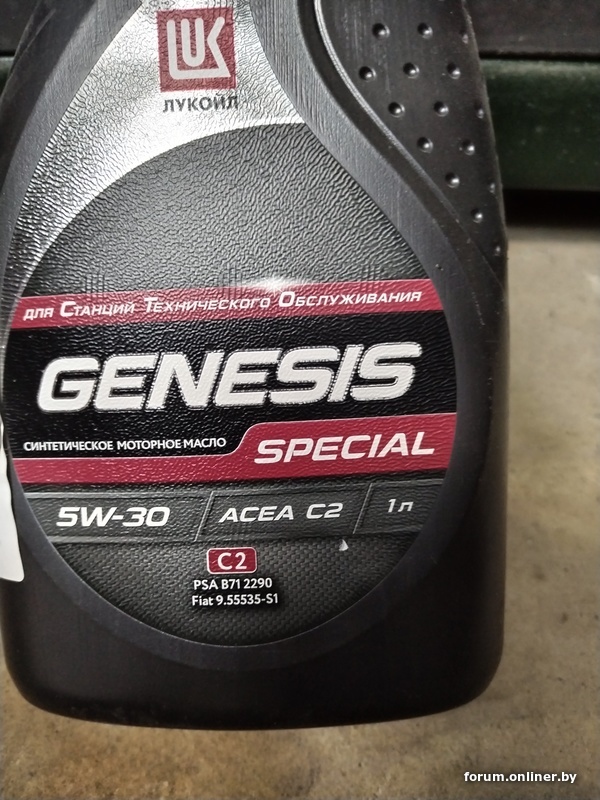 LUK
ЛУКОЙЛ
для Станций Технического Обслуживания
GENESIS
СИНТЕТИЧЕСКОЕ МОТОРНОЕ МАСЛО
SPECIAL
5W-30 ACEA C2 1 л
C2
PSA B71 2290
Fiat 9.55535-S1
forum.onliner.by